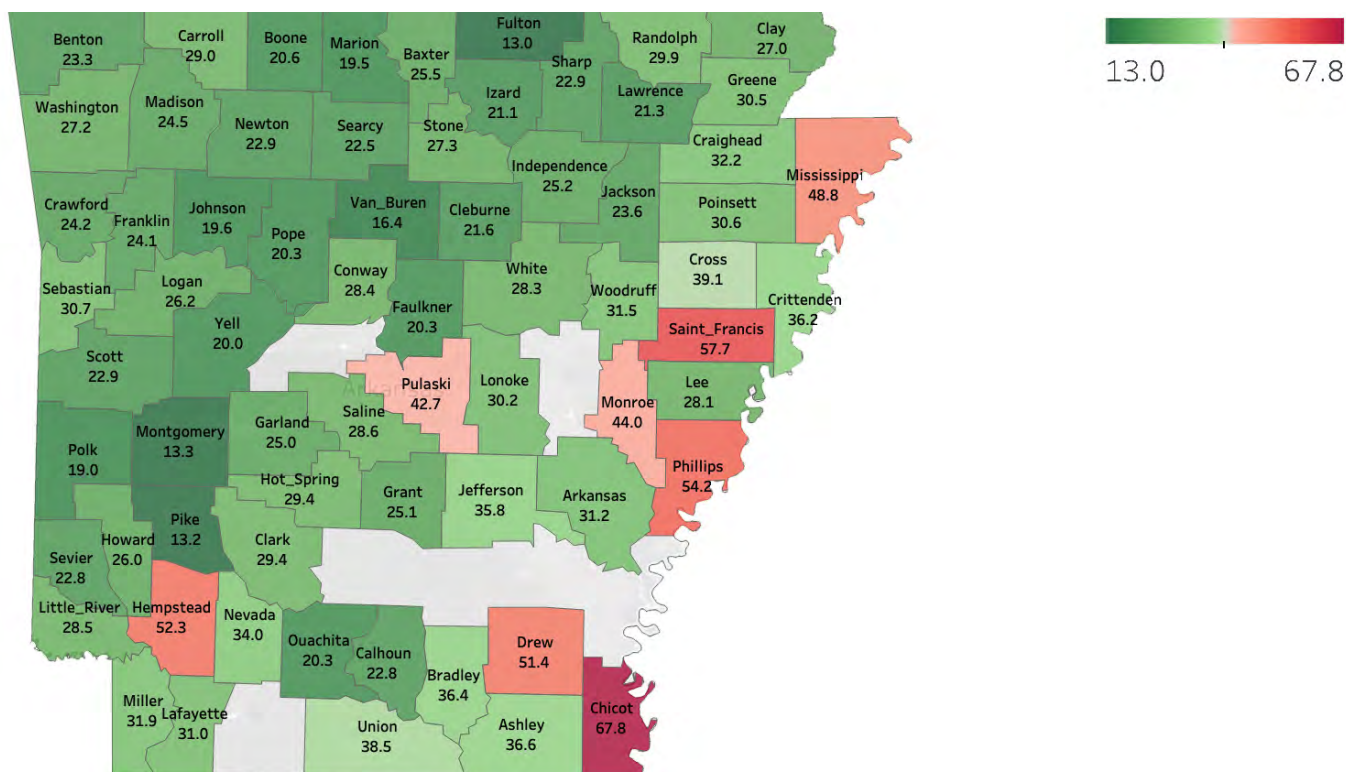 Benton
23.3
Carroll
29.0
Boone
20.6
Marion
19.5
Baxter
25.5
Fulton
13.0
Sharp
22.9
Randolph
29.9
Clay
27.0
13.0
67.8
Washington
27.2
Madison
24.5
Newton
22.9
Searcy
22.5
Stone
27.3
Izard
21.1
Lawrence
21.3
Greene
30.5
Independence
25.2
Craighead
32.2
Mississippi
48.8
Crawford
24.2
Franklin
24.1
Johnson
19.6
Pope
20.3
Van_Buren
16.4
Cleburne
21.6
Jackson
23.6
Poinsett
30.6
Sebastian
30.7
Logan
26.2
Conway
28.4
White
28.3
Woodruff
31.5
Cross
39.1
Crittenden
36.2
Yell
20.0
Faulkner
20.3
Saint_Francis
57.7
Scott
22.9
Arkansas
Pulaski
42.7
Lonoke
30.2
Monroe
44.0
Lee
28.1
Polk
19.0
Montgomery
13.3
Garland
25.0
Saline
28.6
Phillips
54.2
Hot_Spring
29.4
Grant
25.1
Jefferson
35.8
Arkansas
31.2
Sevier
22.8
Howard
26.0
Pike
13.2
Clark
29.4
Little_River
28.5
Hempstead
52.3
Nevada
34.0
Ouachita
20.3
Calhoun
22.8
Bradley
36.4
Drew
51.4
Miller
31.9
Lafayette
31.0
Union
38.5
Ashley
36.6
Chicot
67.8